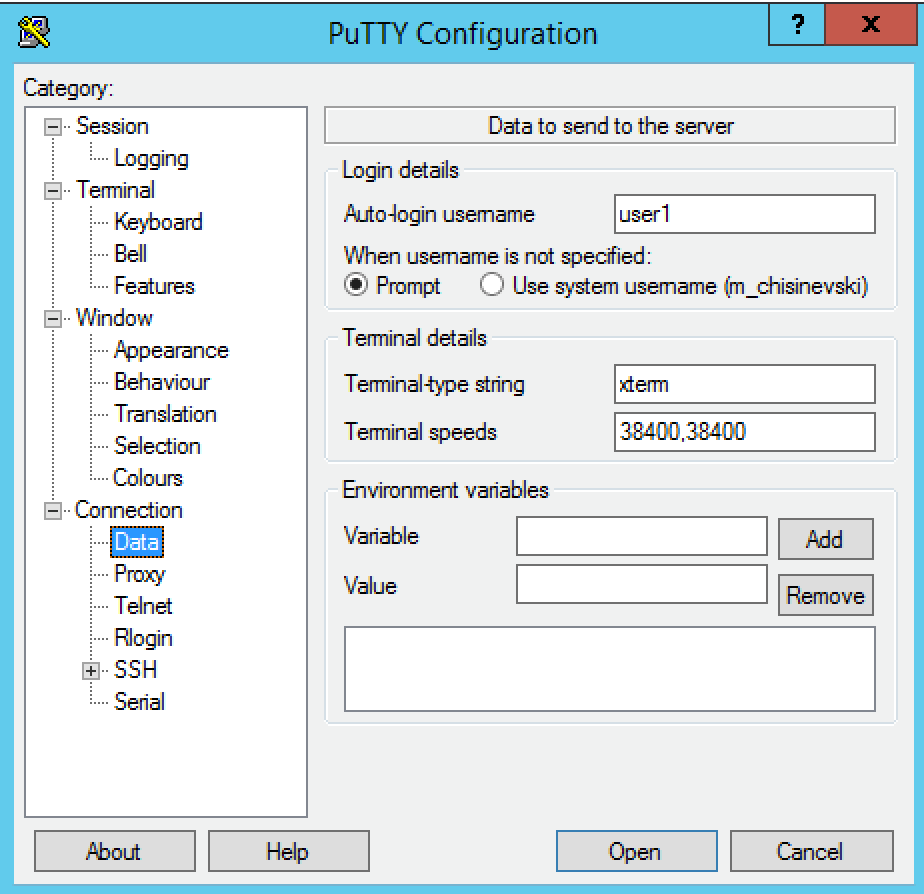 PuTTY Configuration
?
X
Category:
Session
Logging
Terminal
Keyboard
Bell
Features
Window
Appearance
Behaviour
Translation
Selection
Colours
Connection
Data
Proxy
Telnet
Rlogin
SSH
Serial
Data to send to the server
Login details
Auto-login username user1
When username is not specified:
Prompt Use system username (m_chisinevski)
Terminal details
Terminal-type string xterm
Terminal speeds 38400,38400
Environment variables
Variable Add
Value Remove
About Help Open Cancel